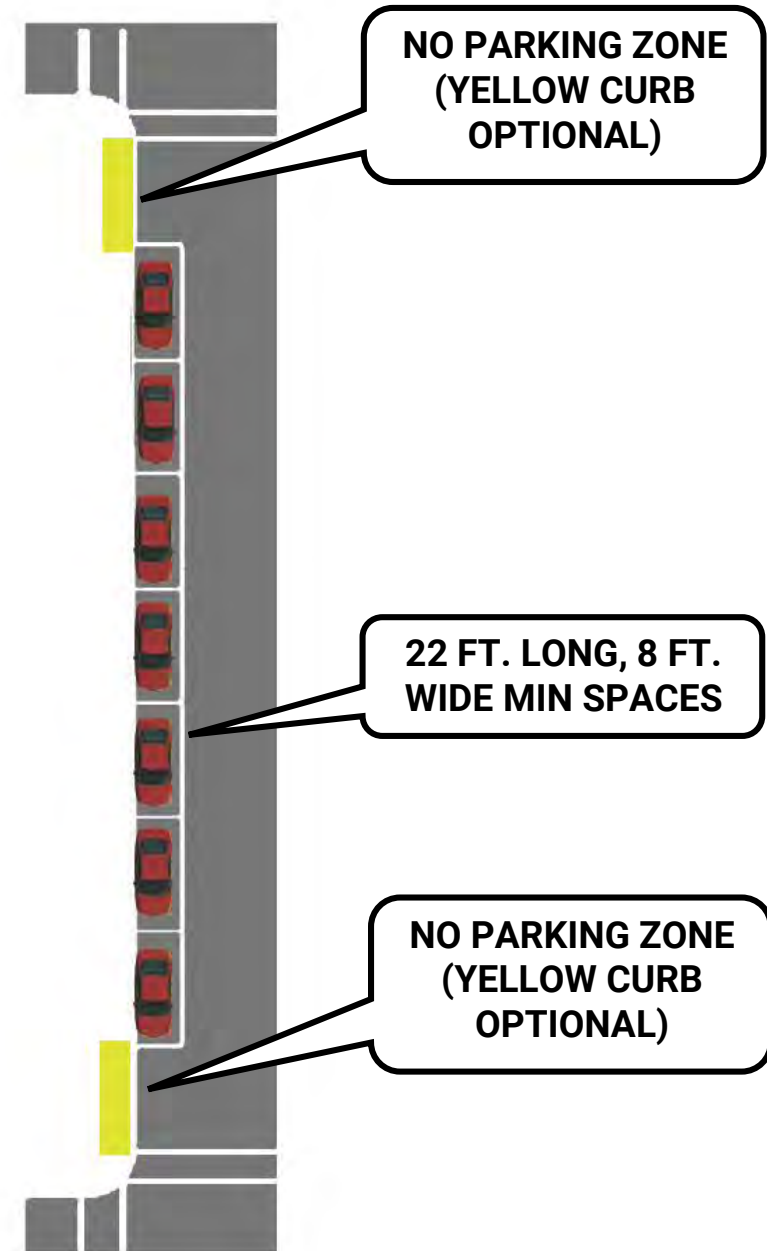 NO PARKING ZONE
(YELLOW CURB
OPTIONAL)
22 FT. LONG, 8 FT.
WIDE MIN SPACES
NO PARKING ZONE
(YELLOW CURB
OPTIONAL)